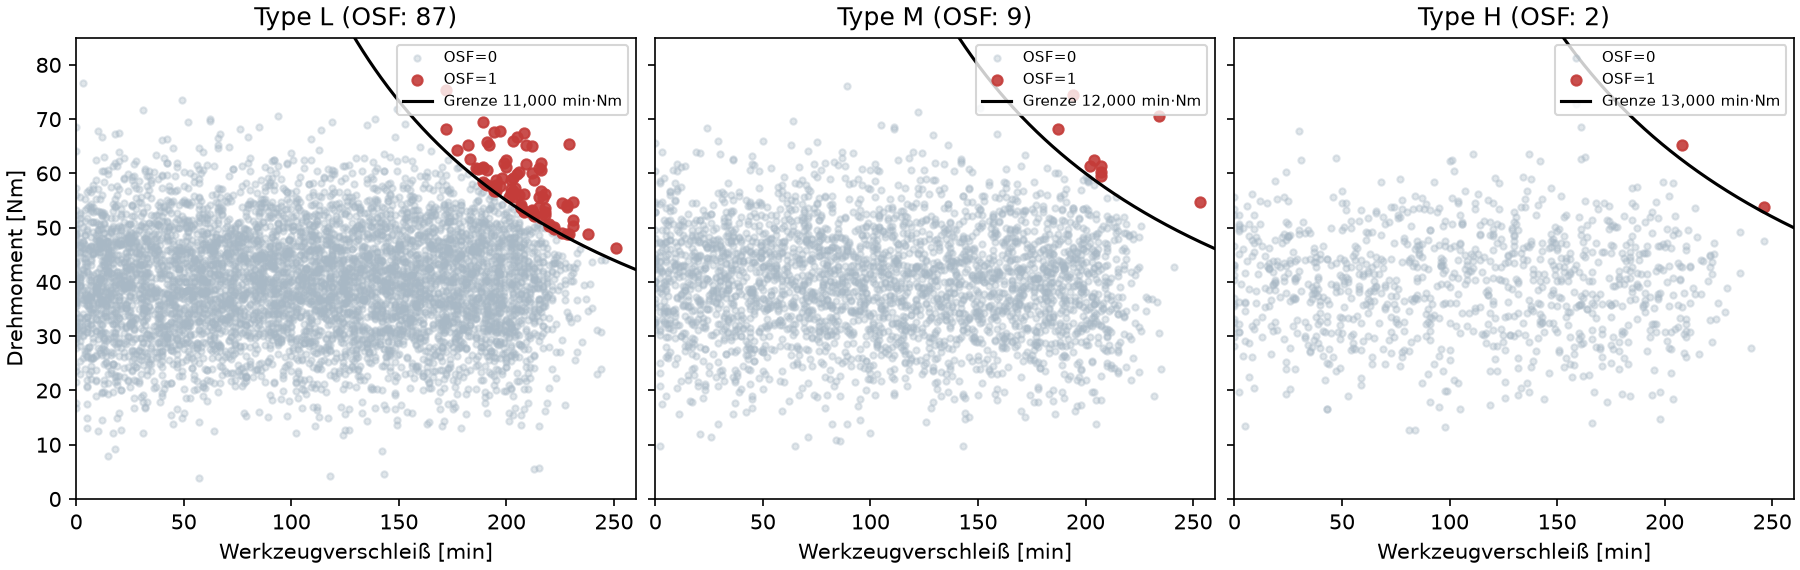 Type L (OSF: 87)
Type M (OSF: 9)
Type H (OSF: 2)
OSF=0
OSF=1
Grenze 11,000 min·Nm
OSF=0
OSF=1
Grenze 12,000 min·Nm
OSF=0
OSF=1
Grenze 13,000 min·Nm
Drehmoment [Nm]
80
70
60
50
40
30
20
10
0
0 50 100 150 200 250
0 50 100 150 200 250
0 50 100 150 200 250
Werkzeugverschleiß [min]
Werkzeugverschleiß [min]
Werkzeugverschleiß [min]